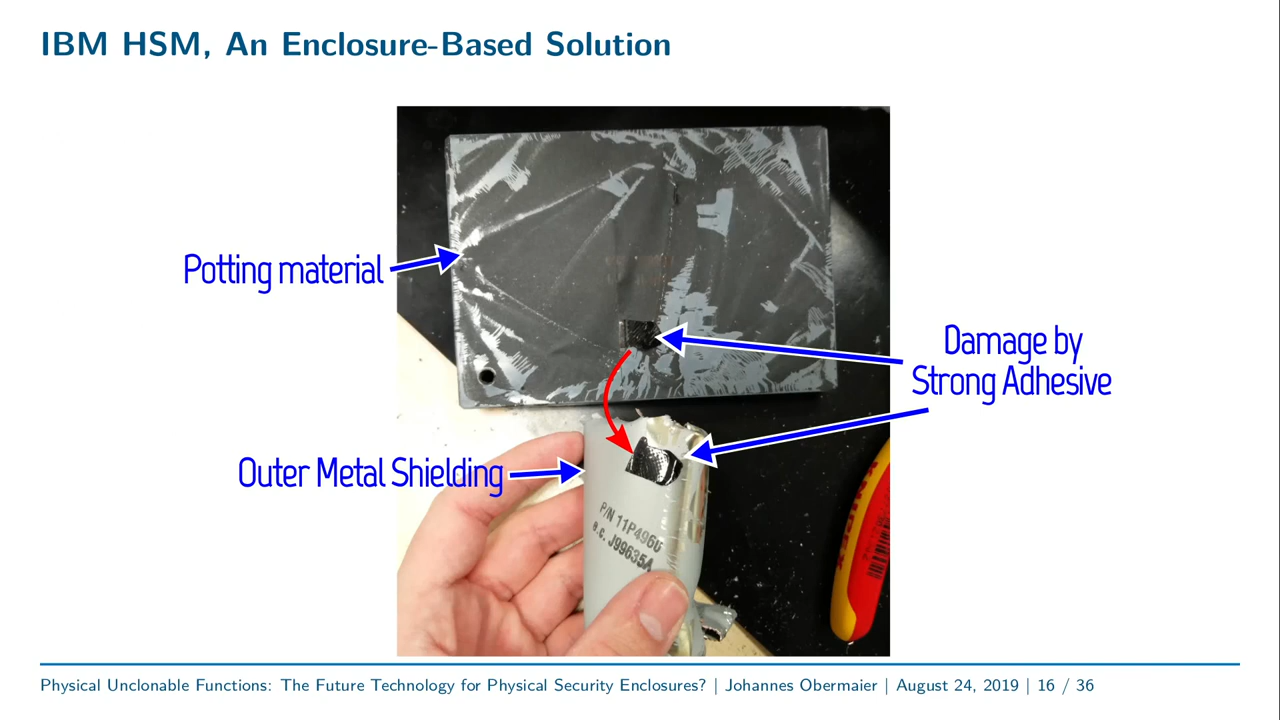 IBM HSM, An Enclosure-Based Solution
Potting material
Damage by
Strong Adhesive
Outer Metal Shielding
P/N 11P4960
e.c. J99635A
KNIPEX
Physical Unclonable Functions: The Future Technology for Physical Security Enclosures? | Johannes Obermaier | August 24, 2019 | 16 / 36